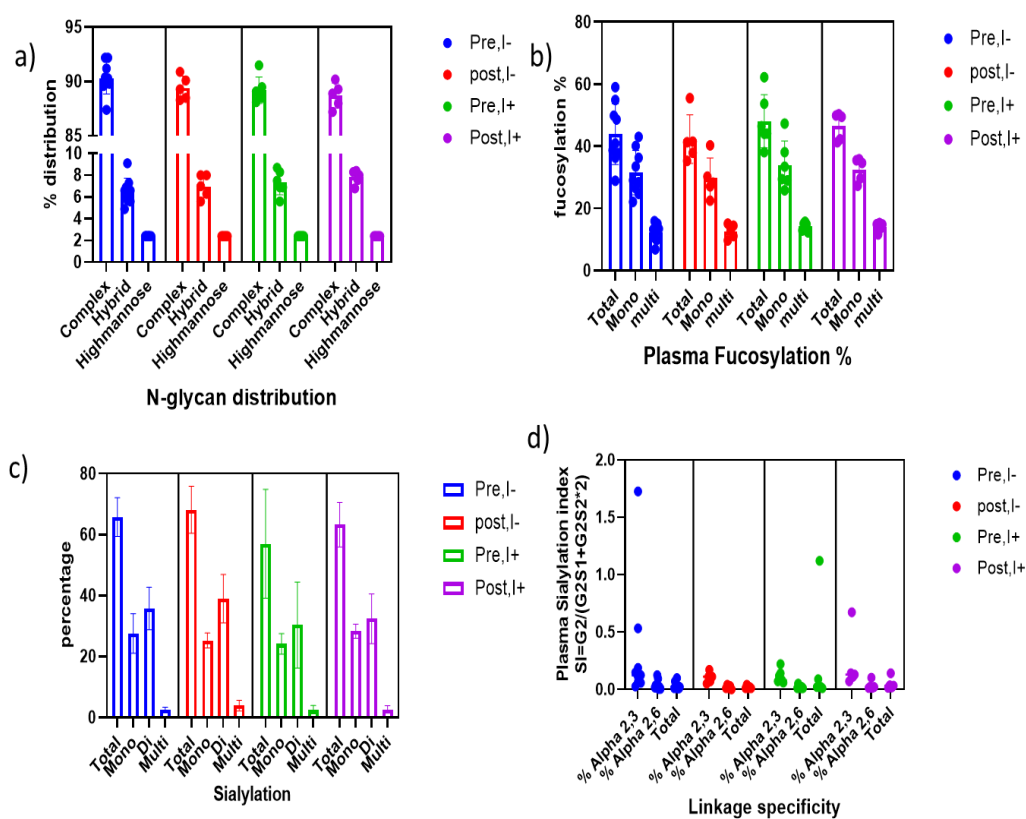 a)
95
90
85
8
6
4
2
0
% distribution
Complex
Hybrid
Highmannose
Complex
Hybrid
Highmannose
Complex
Hybrid
Highmannose
Complex
Hybrid
Highmannose
N-glycan distribution
Pre,I-
post,I-
Pre,I+
Post,I+
b)
80
60
40
20
0
fucosylation %
Total
Mono
multi
Total
Mono
multi
Total
Mono
multi
Total
Mono
multi
Plasma Fucosylation %
Pre,I-
post,I-
Pre,I+
Post,I+
c)
80
60
40
20
0
percentage
Total
Mono
Di
Multi
Total
Mono
Di
Multi
Total
Mono
Di
Multi
Total
Mono
Di
Multi
Sialylation
Pre,I-
post,I-
Pre,I+
Post,I+
d)
2.0
1.5
1.0
0.5
0.0
Plasma Sialylation index
SI=G2/(G2S1+G2S2*2)
% Alpha 2,3
% Alpha 2,6
Total
% Alpha 2,3
% Alpha 2,6
Total
% Alpha 2,3
% Alpha 2,6
Total
% Alpha 2,3
% Alpha 2,6
Total
Linkage specificity
Pre,I-
post,I-
Pre,I+
Post,I+